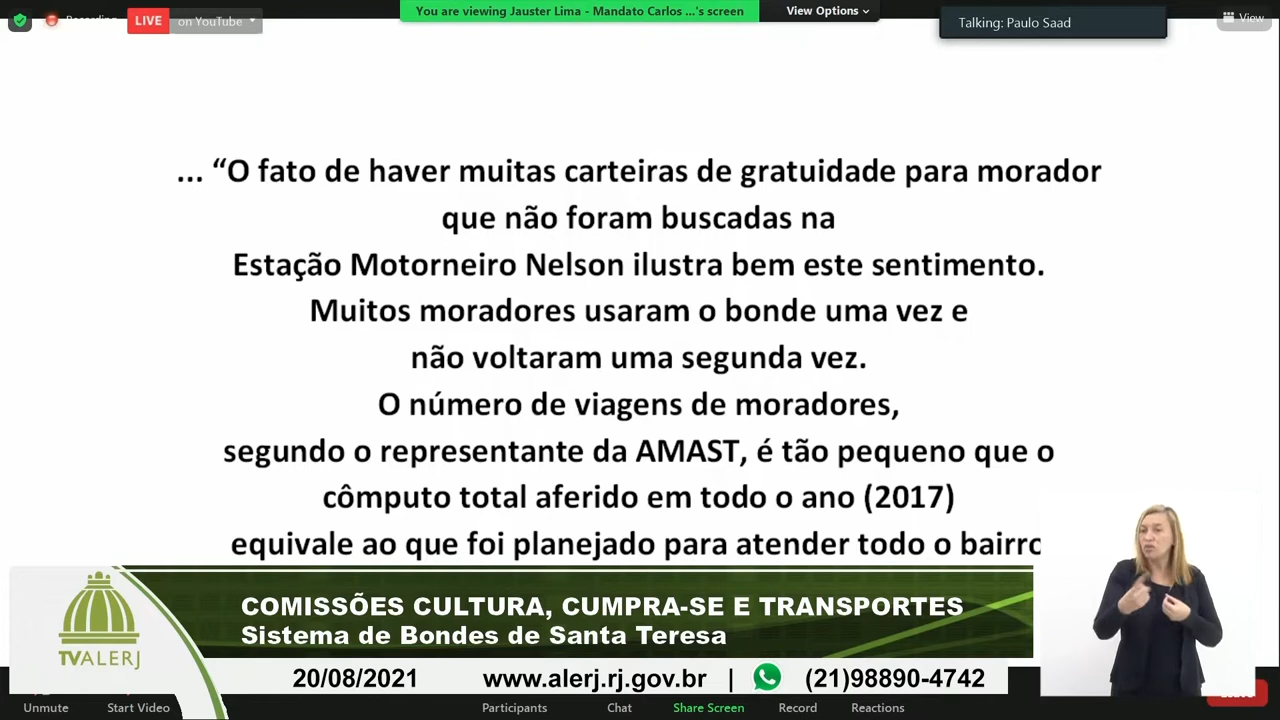 Recording
LIVE
on YouTube
You are viewing Jauster Lima - Mandato Carlos ...'s screen
View Options
Talking: Paulo Saad
View
... “O fato de haver muitas carteiras de gratuidade para morador
que não foram buscadas na
Estação Motorneiro Nelson ilustra bem este sentimento.
Muitos moradores usaram o bonde uma vez e
não voltaram uma segunda vez.
O número de viagens de moradores,
segundo o representante da AMAST, é tão pequeno que o
cômputo total aferido em todo o ano (2017)
equivale ao que foi planejado para atender todo o bairro
COMISSÕES CULTURA, CUMPRA-SE E TRANSPORTES
Sistema de Bondes de Santa Teresa
TVALERJ
20/08/2021 www.alerj.rj.gov.br | (21)98890-4742
Unmute
Start Video
Participants
Chat
Share Screen
Record
Reactions